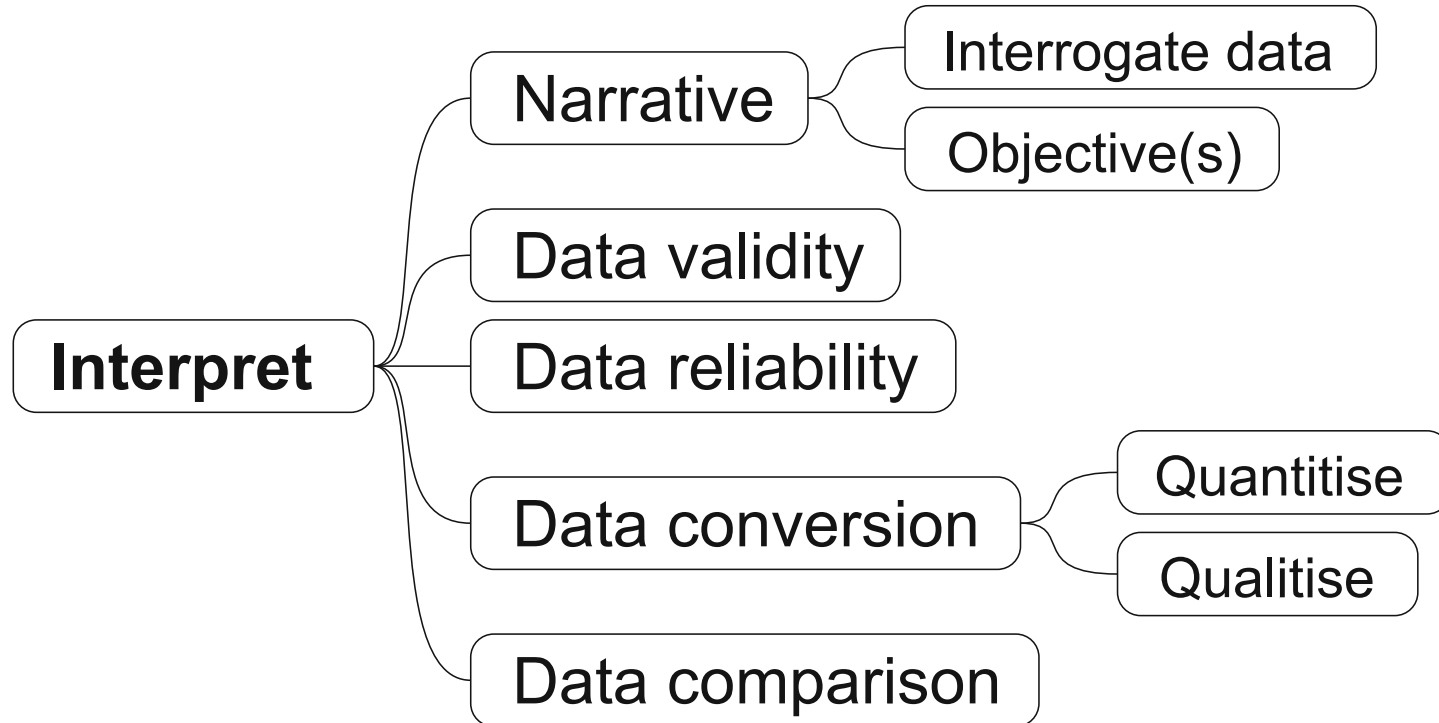 Interpret
Narrative
Interrogate data
Objective(s)
Data validity
Data reliability
Data conversion
Quantitise
Qualitise
Data comparison